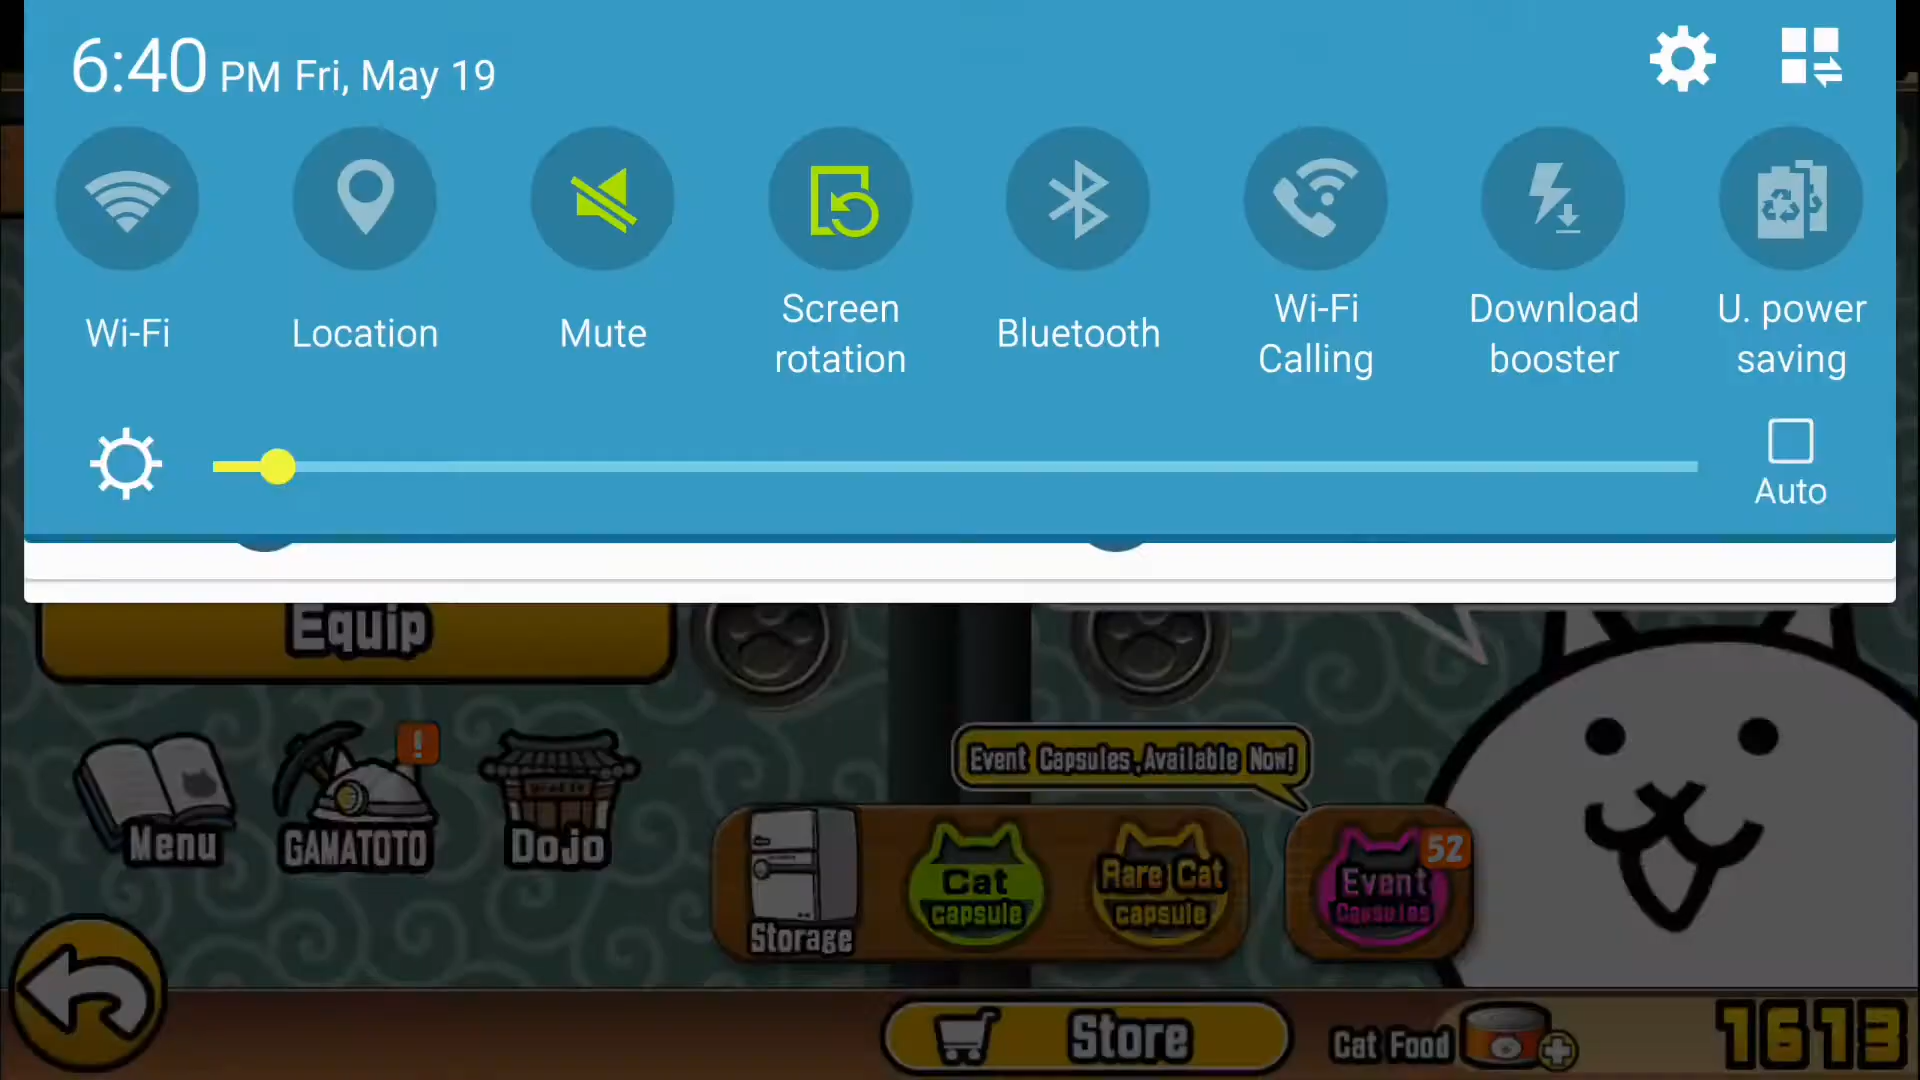 6:40 PM Fri, May 19
Wi-Fi
Location
Mute
Screen
rotation
Bluetooth
Wi-Fi
Calling
Download
booster
U. power
saving
Auto
Equip
Event Capsules,Available Now!
!
Menu
GAMATOTO
Dojo
Storage
Cat
capsule
Rare Cat
capsule
52
Event
Capsules
Store
Cat Food
1613